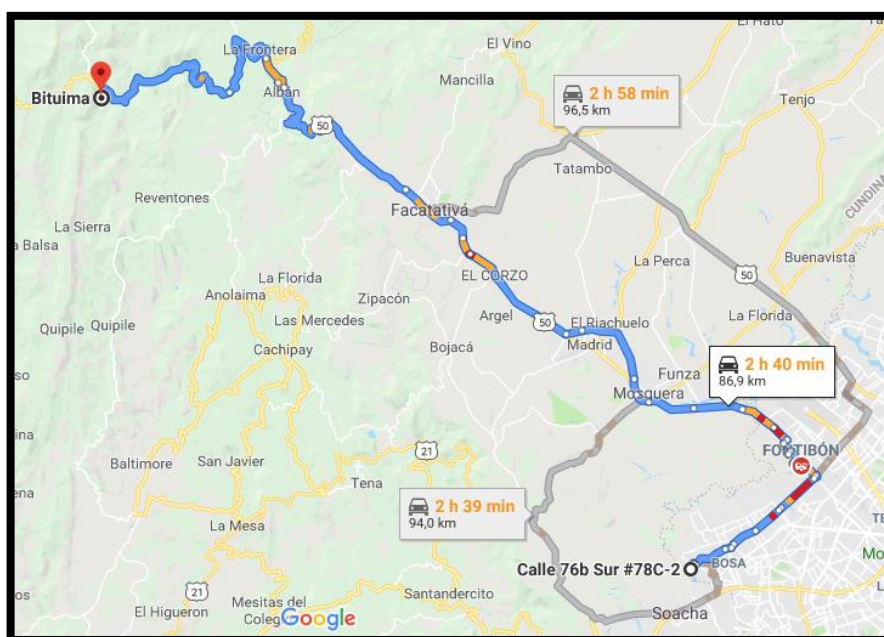 El Hato
La Frontera
El Vino
Bituima
Albán
Mancilla
2 h 58 min
96,5 km
Tenjo
50
Tatambo
Reventones
Facatativá
CUNDINA
La Sierra
Balsa
EL CORZO
La Perca
Buenavista
50
La Florida
Zipacón
Anolaima
Argel
50
El Riachuelo
La Florida
Quipile
Quipile
Las Mercedes
Madrid
Bojacá
Cachipay
Funza
2 h 40 min
86,9 km
Mosquera
FONTIBÓN
21
Baltimore
San Javier
Tena
2 h 39 min
94,0 km
La Mesa
Calle 76b Sur #78C-2
BOSA
21
Santandercito
El Higueron
Mesitas del
Coleg
Google
Soacha